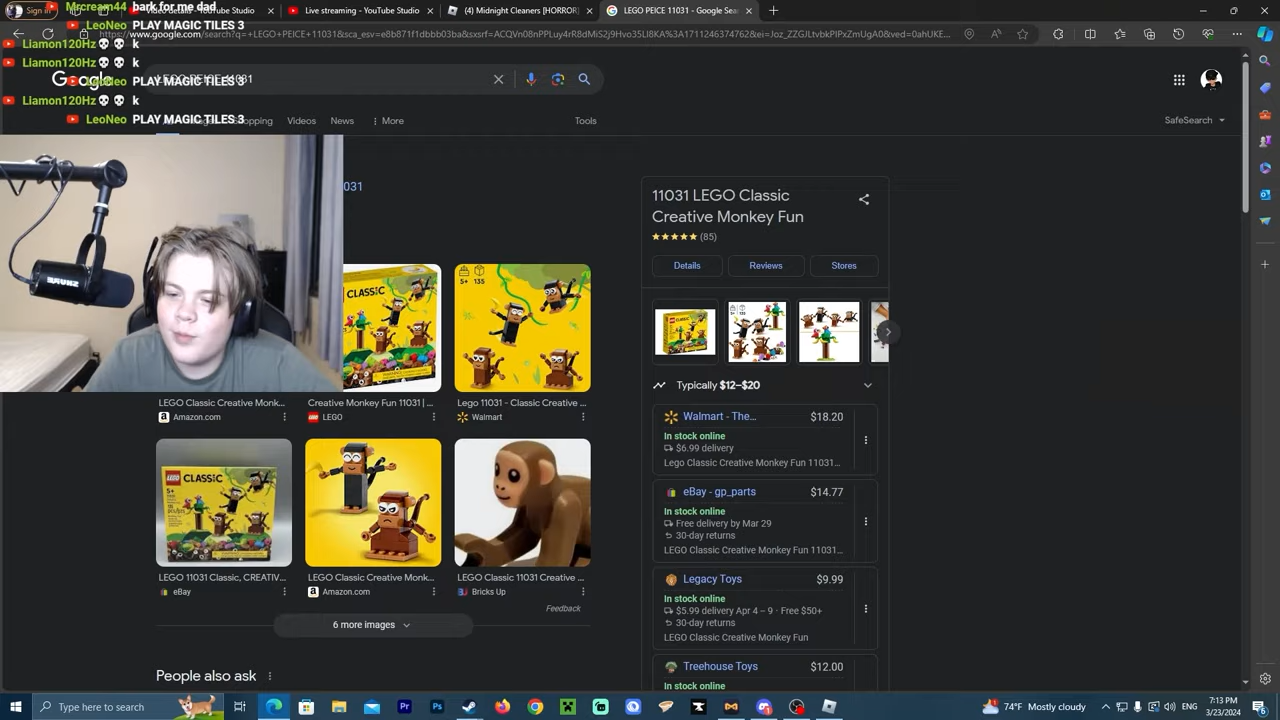 Mrcream44 bark for me dad
LeoNeo PLAY MAGIC TILES 3
Liamon120Hz k
Liamon120Hz k
LeoNeo PLAY MAGIC TILES 3
Liamon120Hz k
LeoNeo PLAY MAGIC TILES 3
Sign in
Live streaming - YouTube Studio
(4) Midnight Cleaners [HORROR]
LEGO PEICE 11031 - Google Sea
Videos
News
More
Tools
SafeSearch
031
11031 LEGO Classic
Creative Monkey Fun
(85)
Details
Reviews
Stores
Typically $12–$20
Walmart - The...
$18.20
In stock online
$6.99 delivery
Lego Classic Creative Monkey Fun 11031...
eBay - gp_parts
$14.77
In stock online
Free delivery by Mar 29
30-day returns
LEGO Classic Creative Monkey Fun 11031...
Legacy Toys
$9.99
In stock online
$5.99 delivery Apr 4 – 9 · Free $50+
30-day returns
LEGO Classic Creative Monkey Fun
Treehouse Toys
$12.00
In stock online
CLASSIC
5+ 135
LEGO Classic Creative Monk...
Amazon.com
Creative Monkey Fun 11031 | ...
LEGO
Lego 11031 - Classic Creative ...
Walmart
LEGO CLASSIC
5+
LEGO 11031 Classic, CREATIV...
eBay
LEGO Classic Creative Monk...
Amazon.com
LEGO Classic 11031 Creative ...
Bricks Up
Feedback
6 more images
People also ask
Type here to search
74°F Mostly cloudy
ENG
7:13 PM
3/23/2024